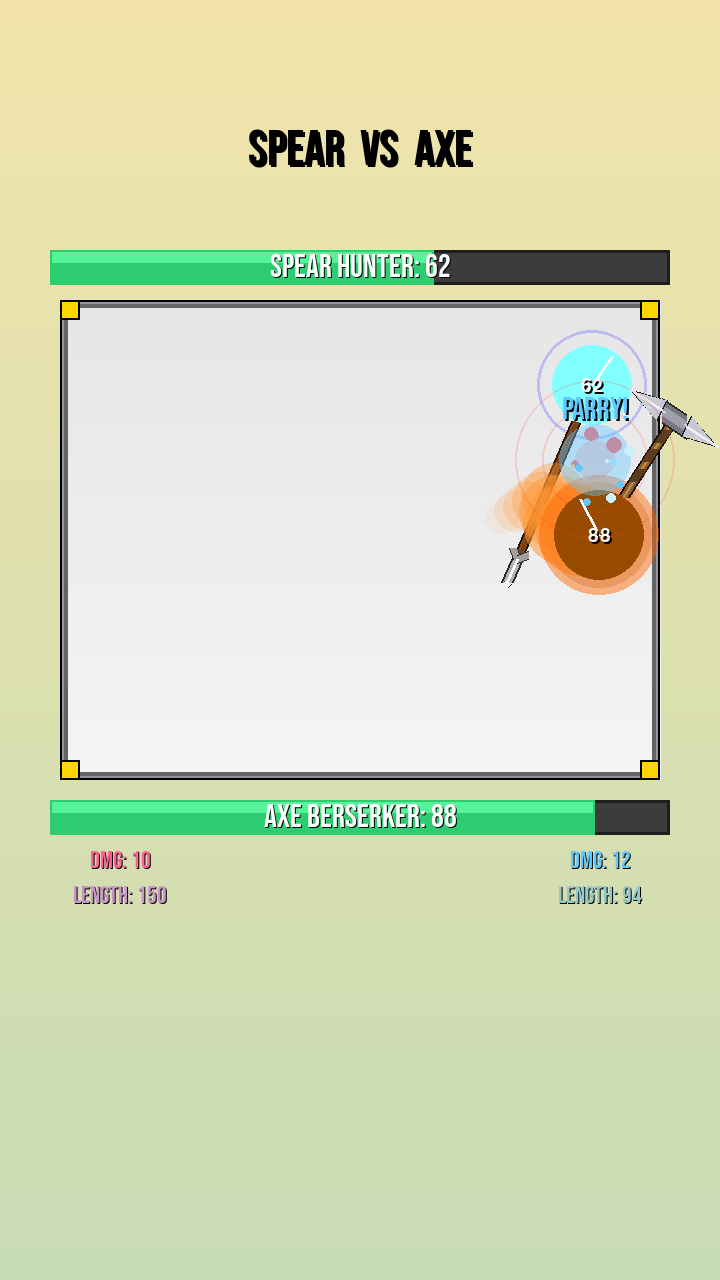 SPEAR VS AXE
SPEAR HUNTER: 62
62
PARRY!
88
AXE BERSERKER: 88
DMG: 10
DMG: 12
LENGTH: 150
LENGTH: 94